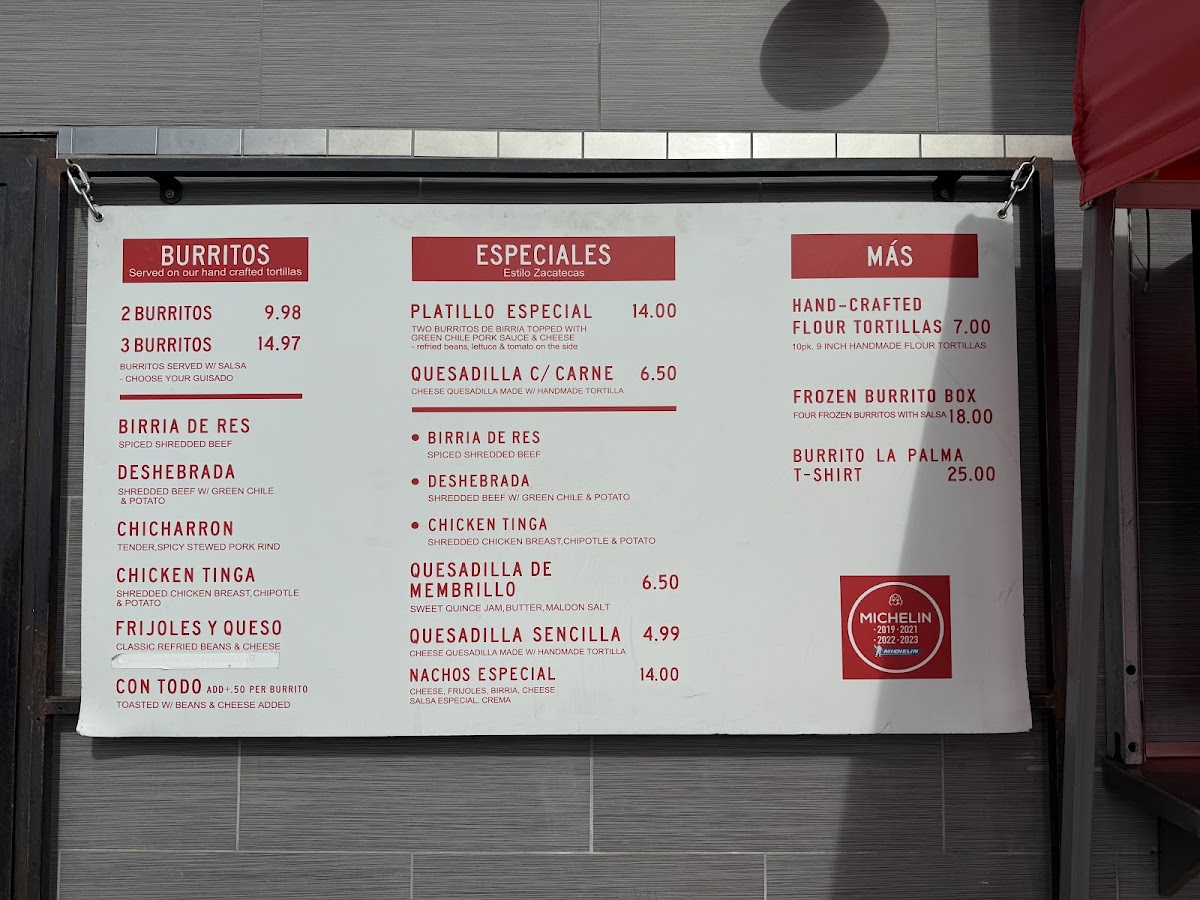 BURRITOS
Served on our hand crafted tortillas
2 BURRITOS 9.98
3 BURRITOS 14.97
BURRITOS SERVED W/ SALSA
- CHOOSE YOUR GUISADO
BIRRIA DE RES
SPICED SHREDDED BEEF
DESHEBRADA
SHREDDED BEEF W/ GREEN CHILE
& POTATO
CHICHARRON
TENDER,SPICY STEWED PORK RIND
CHICKEN TINGA
SHREDDED CHICKEN BREAST,CHIPOTLE
& POTATO
FRIJOLES Y QUESO
CLASSIC REFRIED BEANS & CHEESE
CON TODO ADD+.50 PER BURRITO
TOASTED W/ BEANS & CHEESE ADDED
ESPECIALES
Estilo Zacatecas
PLATILLO ESPECIAL 14.00
TWO BURRITOS DE BIRRIA TOPPED WITH
GREEN CHILE PORK SAUCE & CHEESE
- refried beans, lettuce & tomato on the side
QUESADILLA C/ CARNE 6.50
CHEESE QUESADILLA MADE W/ HANDMADE TORTILLA
• BIRRIA DE RES
SPICED SHREDDED BEEF
• DESHEBRADA
SHREDDED BEEF W/ GREEN CHILE & POTATO
• CHICKEN TINGA
SHREDDED CHICKEN BREAST,CHIPOTLE & POTATO
QUESADILLA DE
MEMBRILLO 6.50
SWEET QUINCE JAM,BUTTER,MALDON SALT
QUESADILLA SENCILLA 4.99
CHEESE QUESADILLA MADE W/ HANDMADE TORTILLA
NACHOS ESPECIAL 14.00
CHEESE, FRIJOLES, BIRRIA, CHEESE
SALSA ESPECIAL, CREMA
MÁS
HAND-CRAFTED
FLOUR TORTILLAS 7.00
10pk. 9 INCH HANDMADE FLOUR TORTILLAS
FROZEN BURRITO BOX
FOUR FROZEN BURRITOS WITH SALSA 18.00
BURRITO LA PALMA
T-SHIRT 25.00
MICHELIN
·2019·2021
·2022·2023
MICHELIN